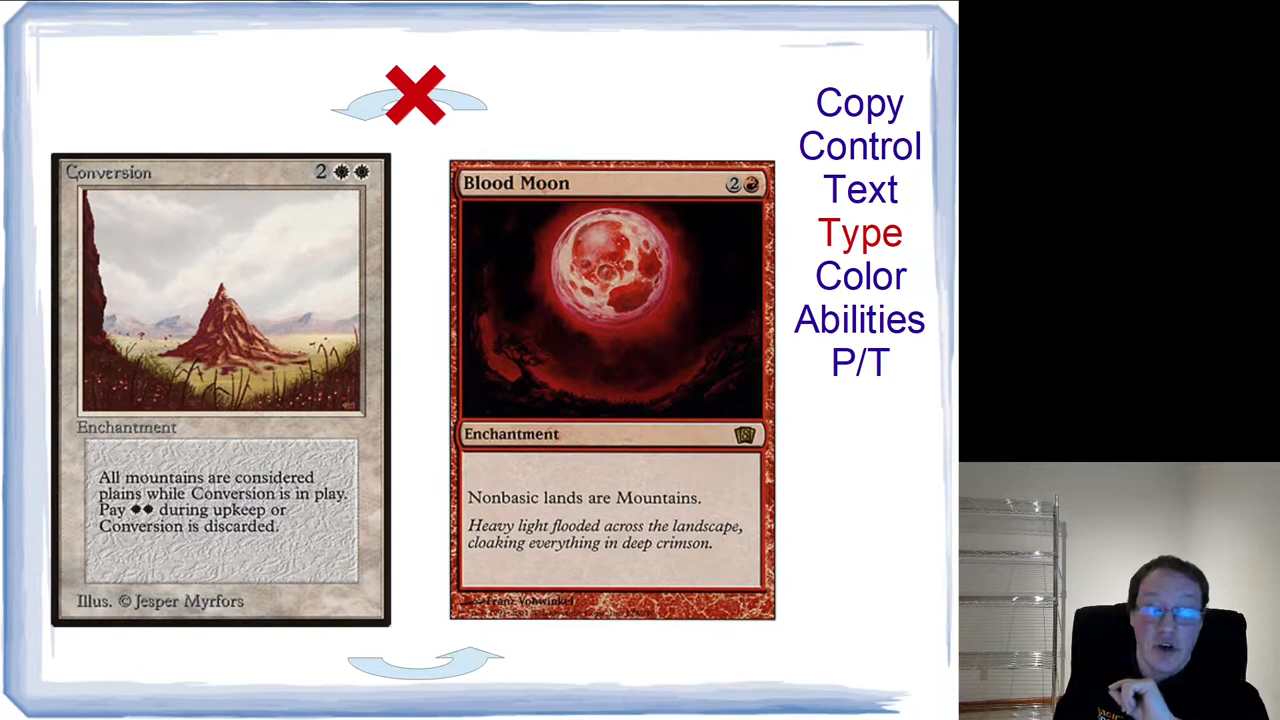 Conversion 2
All mountains are considered
plains while Conversion is in play.
Pay during upkeep or
Conversion is discarded.
Enchantment
Illus. © Jesper Myrfors
Blood Moon 2
Enchantment
Nonbasic lands are Mountains.
Heavy light flooded across the landscape,
cloaking everything in deep crimson.
Franz Vohwinkel
Copy
Control
Text
Type
Color
Abilities
P/T